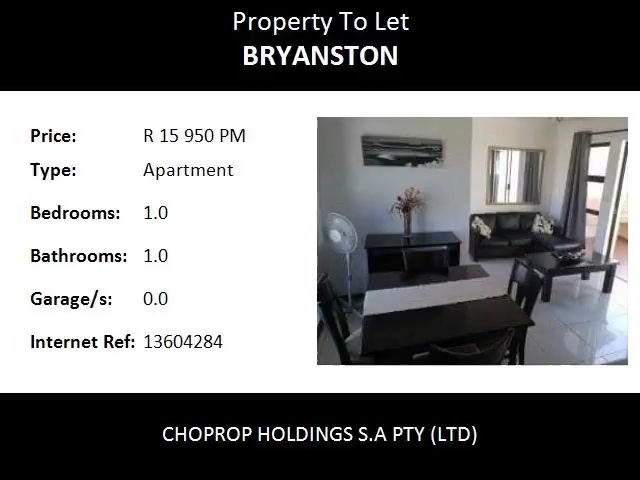 Property To Let
BRYANSTON
Price: R 15 950 PM
Type: Apartment
Bedrooms: 1.0
Bathrooms: 1.0
Garage/s: 0.0
Internet Ref: 13604284
CHOPROP HOLDINGS S.A PTY (LTD)